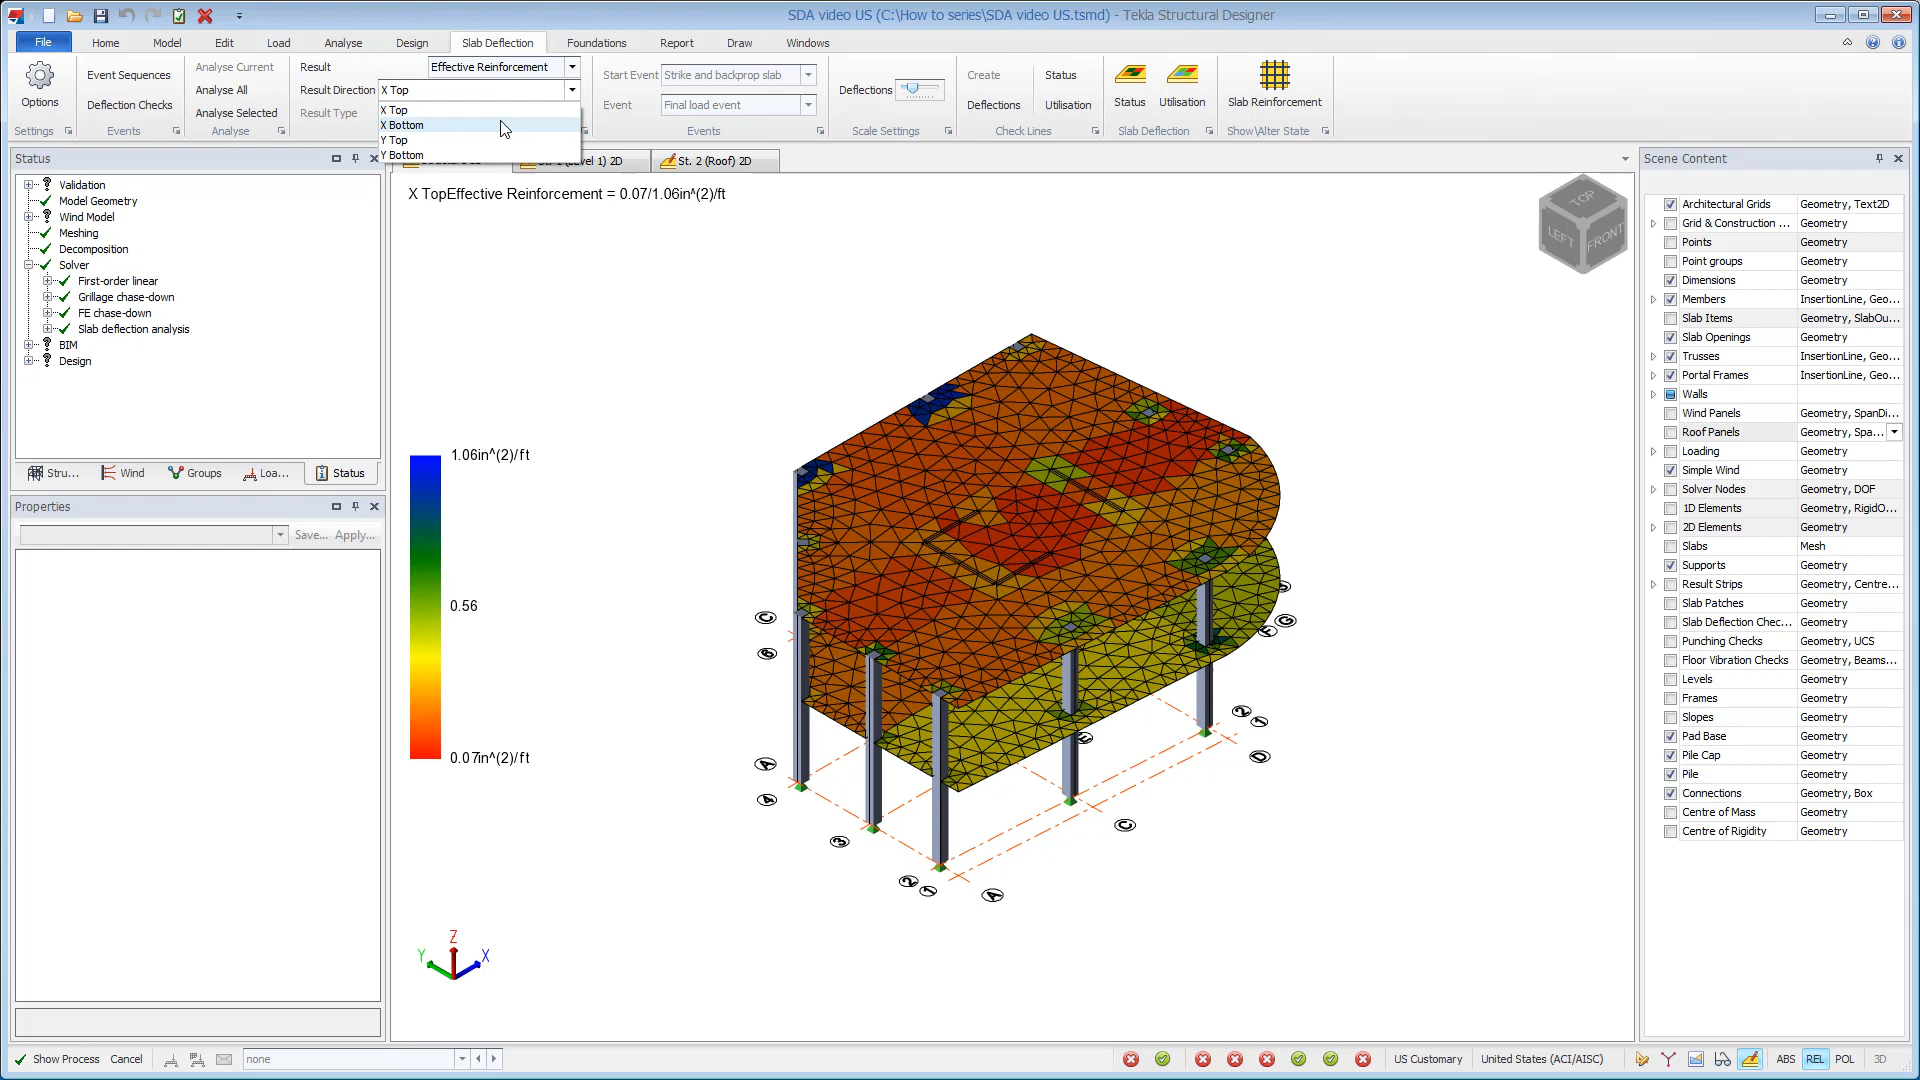 SDA video US (C:\How to series\SDA video US.tsmd) - Tekla Structural Designer
File Home Model Edit Load Analyse Design Slab Deflection Foundations Report Draw Windows
Options
Settings
Event Sequences
Deflection Checks
Events
Analyse Current
Analyse All
Analyse Selected
Analyse
Result Effective Reinforcement
Result Direction X Top
Result Type
X Top
X Bottom
Y Top
Y Bottom
Start Event Strike and backprop slab
Event Final load event
Events
Deflections
Scale Settings
Create
Deflections
Status
Utilisation
Check Lines
Status
Utilisation
Slab Deflection
Slab Reinforcement
Show/Alter State
Status
Validation
Model Geometry
Wind Model
Meshing
Decomposition
Solver
First-order linear
Grillage chase-down
FE chase-down
Slab deflection analysis
BIM
Design
Stru... Wind Groups Loa... Status
Properties
Save... Apply...
St. 2 (Roof) 2D
X TopEffective Reinforcement = 0.07/1.06in^(2)/ft
TOP
LEFT
FRONT
1.06in^(2)/ft
0.56
0.07in^(2)/ft
C
6
A
4
3
2
1
A
C
E
D
2
1
F
G
Z
Y
X
Scene Content
Architectural Grids Geometry, Text2D
Grid & Construction ... Geometry
Points Geometry
Point groups Geometry
Dimensions Geometry
Members InsertionLine, Geo...
Slab Items Geometry, SlabOu...
Slab Openings Geometry
Trusses InsertionLine, Geo...
Portal Frames InsertionLine, Geo...
Walls
Wind Panels Geometry, SpanDi...
Roof Panels Geometry, Spa...
Loading Geometry
Simple Wind Geometry
Solver Nodes Geometry, DOF
1D Elements Geometry, RigidO...
2D Elements Geometry
Slabs Mesh
Supports Geometry
Result Strips Geometry, Centre...
Slab Patches Geometry
Slab Deflection Chec... Geometry
Punching Checks Geometry, UCS
Floor Vibration Checks Geometry, Beams...
Levels Geometry
Frames Geometry
Slopes Geometry
Pad Base Geometry
Pile Cap Geometry
Pile Geometry
Connections Geometry, Box
Centre of Mass Geometry
Centre of Rigidity Geometry
Show Process Cancel none US Customary United States (ACI/AISC) ABS REL POL 3D